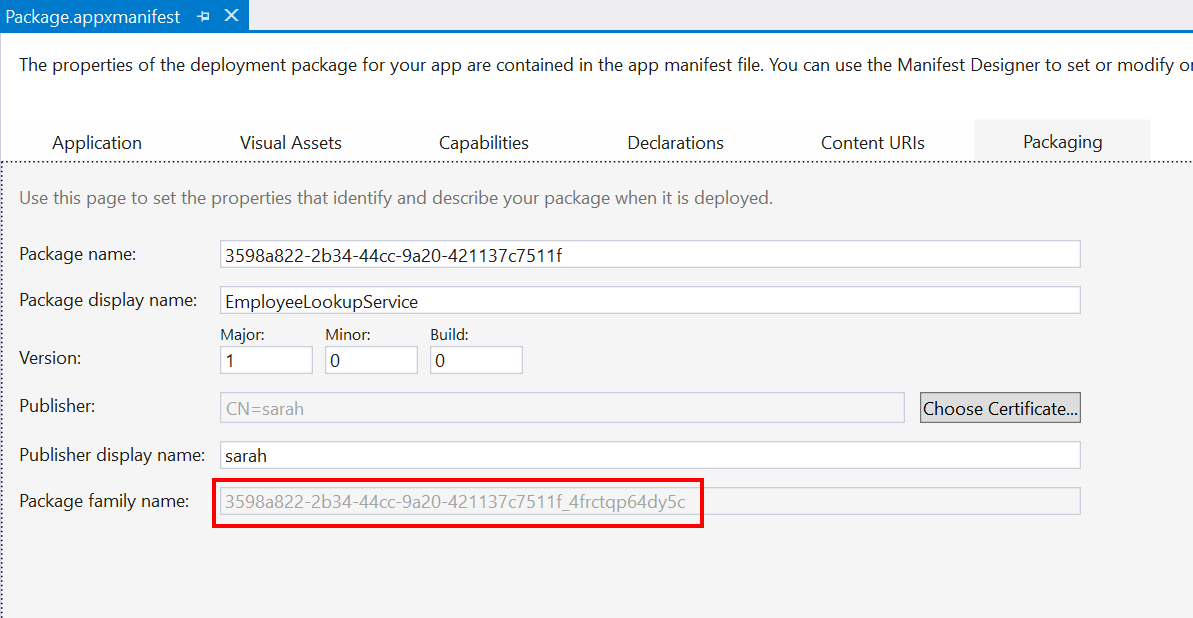 Package.appxmanifest
The properties of the deployment package for your app are contained in the app manifest file. You can use the Manifest Designer to set or modify or
Application Visual Assets Capabilities Declarations Content URIs Packaging
Use this page to set the properties that identify and describe your package when it is deployed.
Package name: 3598a822-2b34-44cc-9a20-421137c7511f
Package display name: EmployeeLookupService
Major: Minor: Build:
Version: 1 0 0
Publisher: CN=sarah Choose Certificate...
Publisher display name: sarah
Package family name: 3598a822-2b34-44cc-9a20-421137c7511f_4frctqp64dy5c